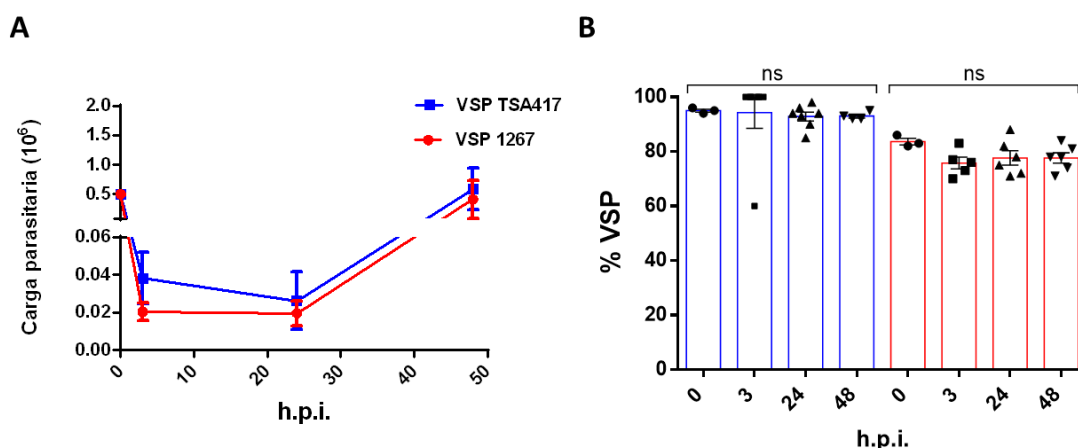 A
Carga parasitaria (10⁶)
2.0
1.5
1.0
0.5
0.06
0.04
0.02
0.00
0
10
20
30
40
50
h.p.i.
VSP TSA417
VSP 1267
B
% VSP
100
80
60
40
20
0
ns
ns
0
3
24
48
0
3
24
48
h.p.i.